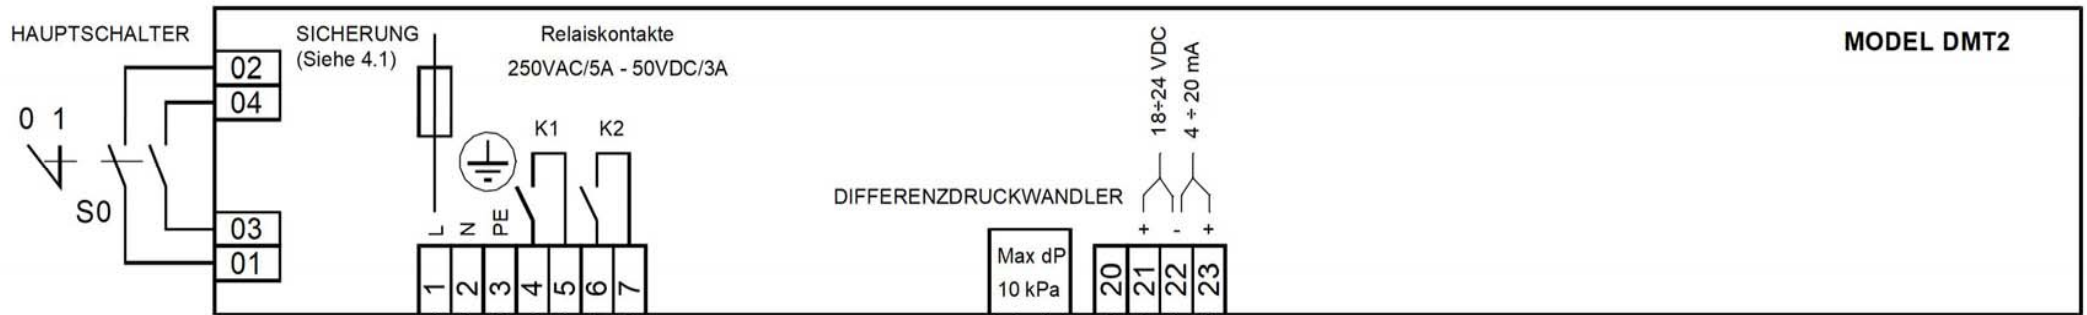 HAUPTSCHALTER
SICHERUNG
(Siehe 4.1)
Relaiskontakte
250VAC/5A - 50VDC/3A
18÷24 VDC
4 ÷ 20 mA
MODEL DMT2
02
04
0 1
K1
K2
S0
03
01
L
N
PE
DIFFERENZDRUCKWANDLER
+
-
+
Max dP
10 kPa
1
2
3
4
5
6
7
20
21
22
23